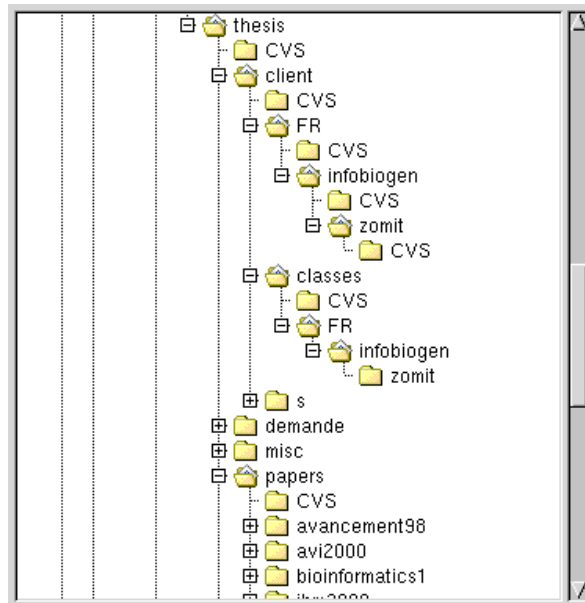 thesis
CVS
client
CVS
FR
CVS
infobiogen
CVS
zomit
CVS
classes
CVS
FR
infobiogen
zomit
s
demande
misc
papers
CVS
avancement98
avi2000
bioinformatics1